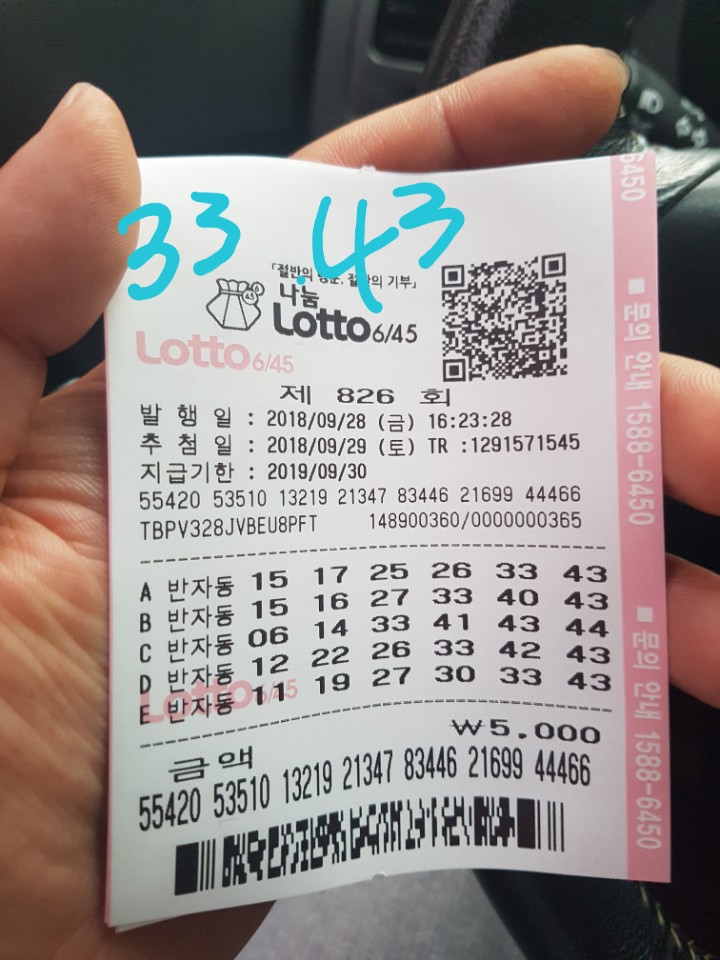 33 .43
「절반의 행운, 절반의 기부」
나눔
Lotto 6/45
Lotto 6/45
제 826 회
발 행 일 : 2018/09/28 (금) 16:23:28
추 첨 일 : 2018/09/29 (토) TR :1291571545
지급기한 : 2019/09/30
55420 53510 13219 21347 83446 21699 44466
TBPV328JVBEU8PFT 148900360/0000000365
A 반자동 15 17 25 26 33 43
B 반자동 15 16 27 33 40 43
C 반자동 06 14 33 41 43 44
D 반자동 12 22 26 33 42 43
E 반자동 11 19 27 30 33 43
Lotto 6/45
금액 ₩5,000
55420 53510 13219 21347 83446 21699 44466
6450
■ 문의 안내 1588-6450
■ 문의 안내 1588-6450